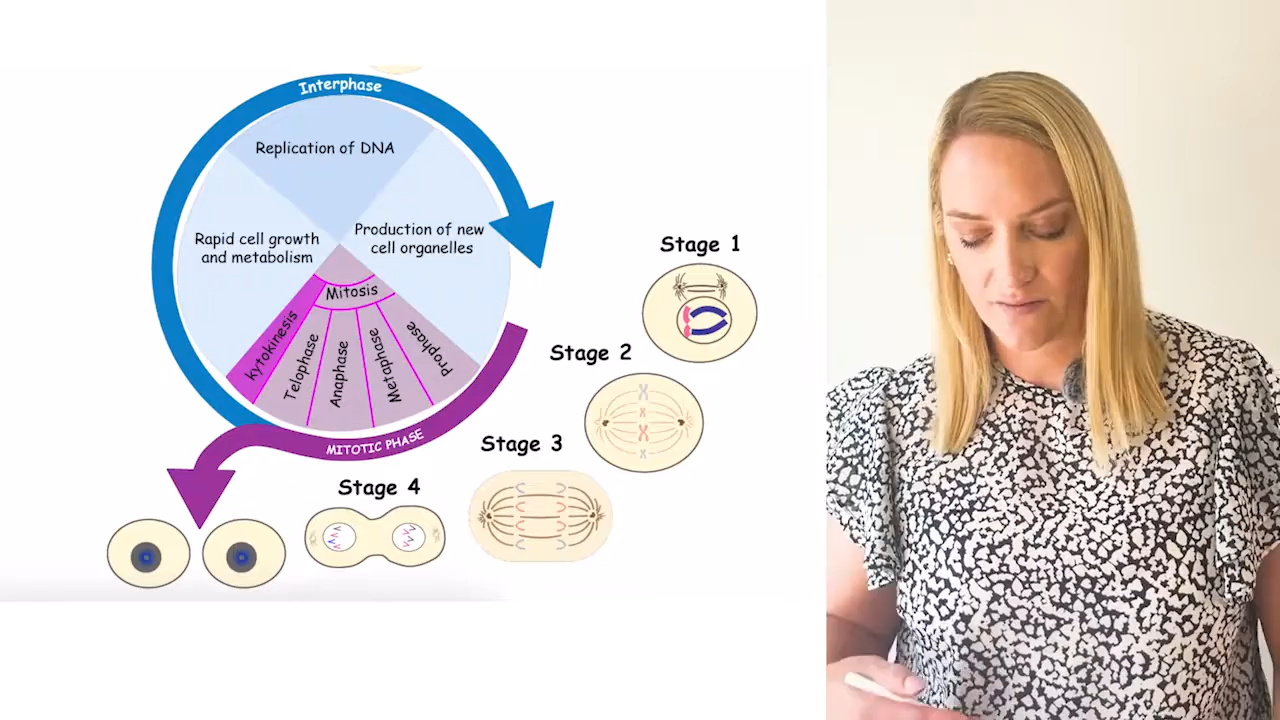 Interphase
Replication of DNA
Rapid cell growth
and metabolism
Production of new
cell organelles
Mitosis
kytokinesis
Telophase
Anaphase
Metaphase
Prophase
MITOTIC PHASE
Stage 1
Stage 2
Stage 3
Stage 4